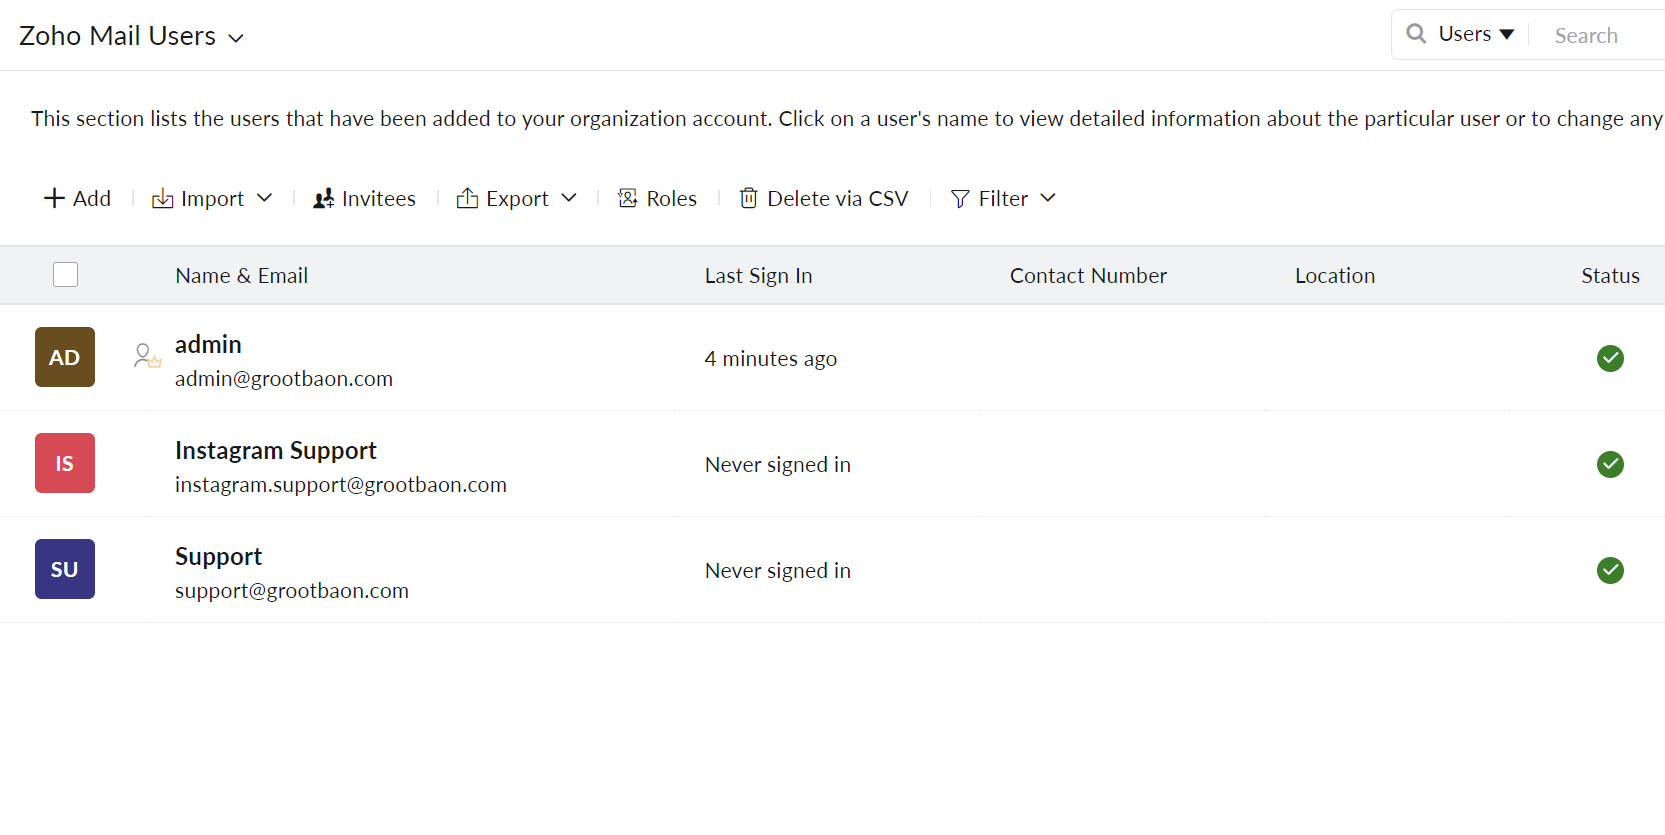 Zoho Mail Users
Users Search
This section lists the users that have been added to your organization account. Click on a user's name to view detailed information about the particular user or to change any
Add Import Invitees Export Roles Delete via CSV Filter
Name & Email Last Sign In Contact Number Location Status
AD admin 4 minutes ago
admin@grootbaon.com
IS Instagram Support Never signed in
instagram.support@grootbaon.com
SU Support Never signed in
support@grootbaon.com